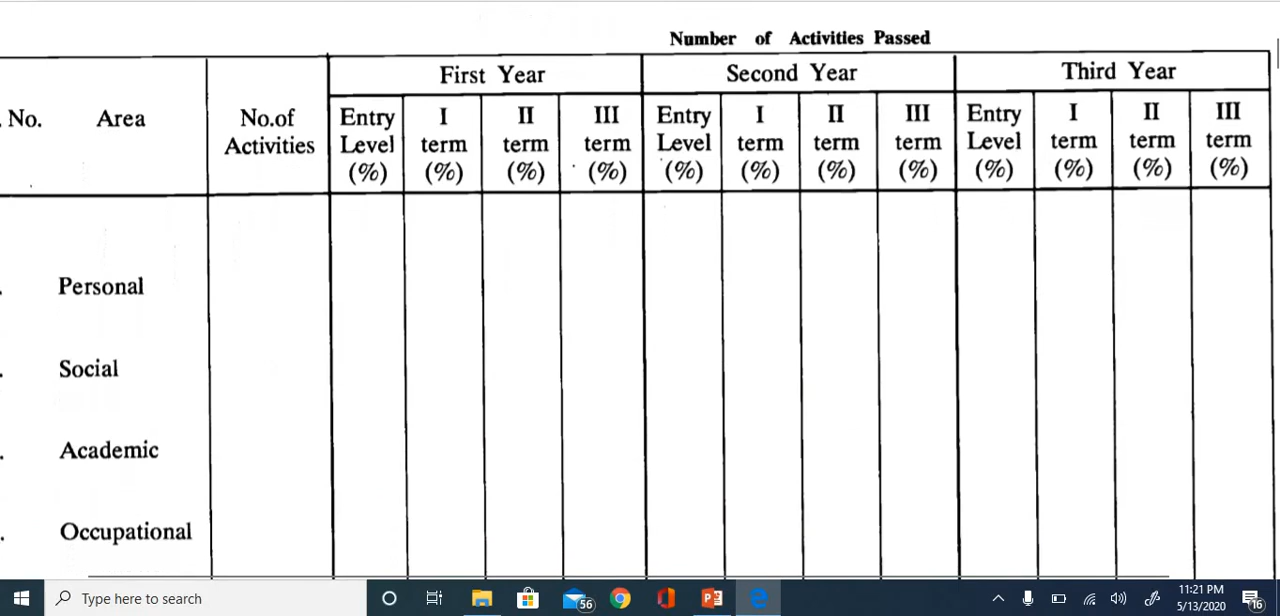 Number of Activities Passed
First Year Second Year Third Year
. No. Area No.of Activities Entry Level (%) I term (%) II term (%) III term (%) Entry Level (%) I term (%) II term (%) III term (%) Entry Level (%) I term (%) II term (%) III term (%)
. Personal
. Social
. Academic
. Occupational
Type here to search
56
11:21 PM
5/13/2020
16